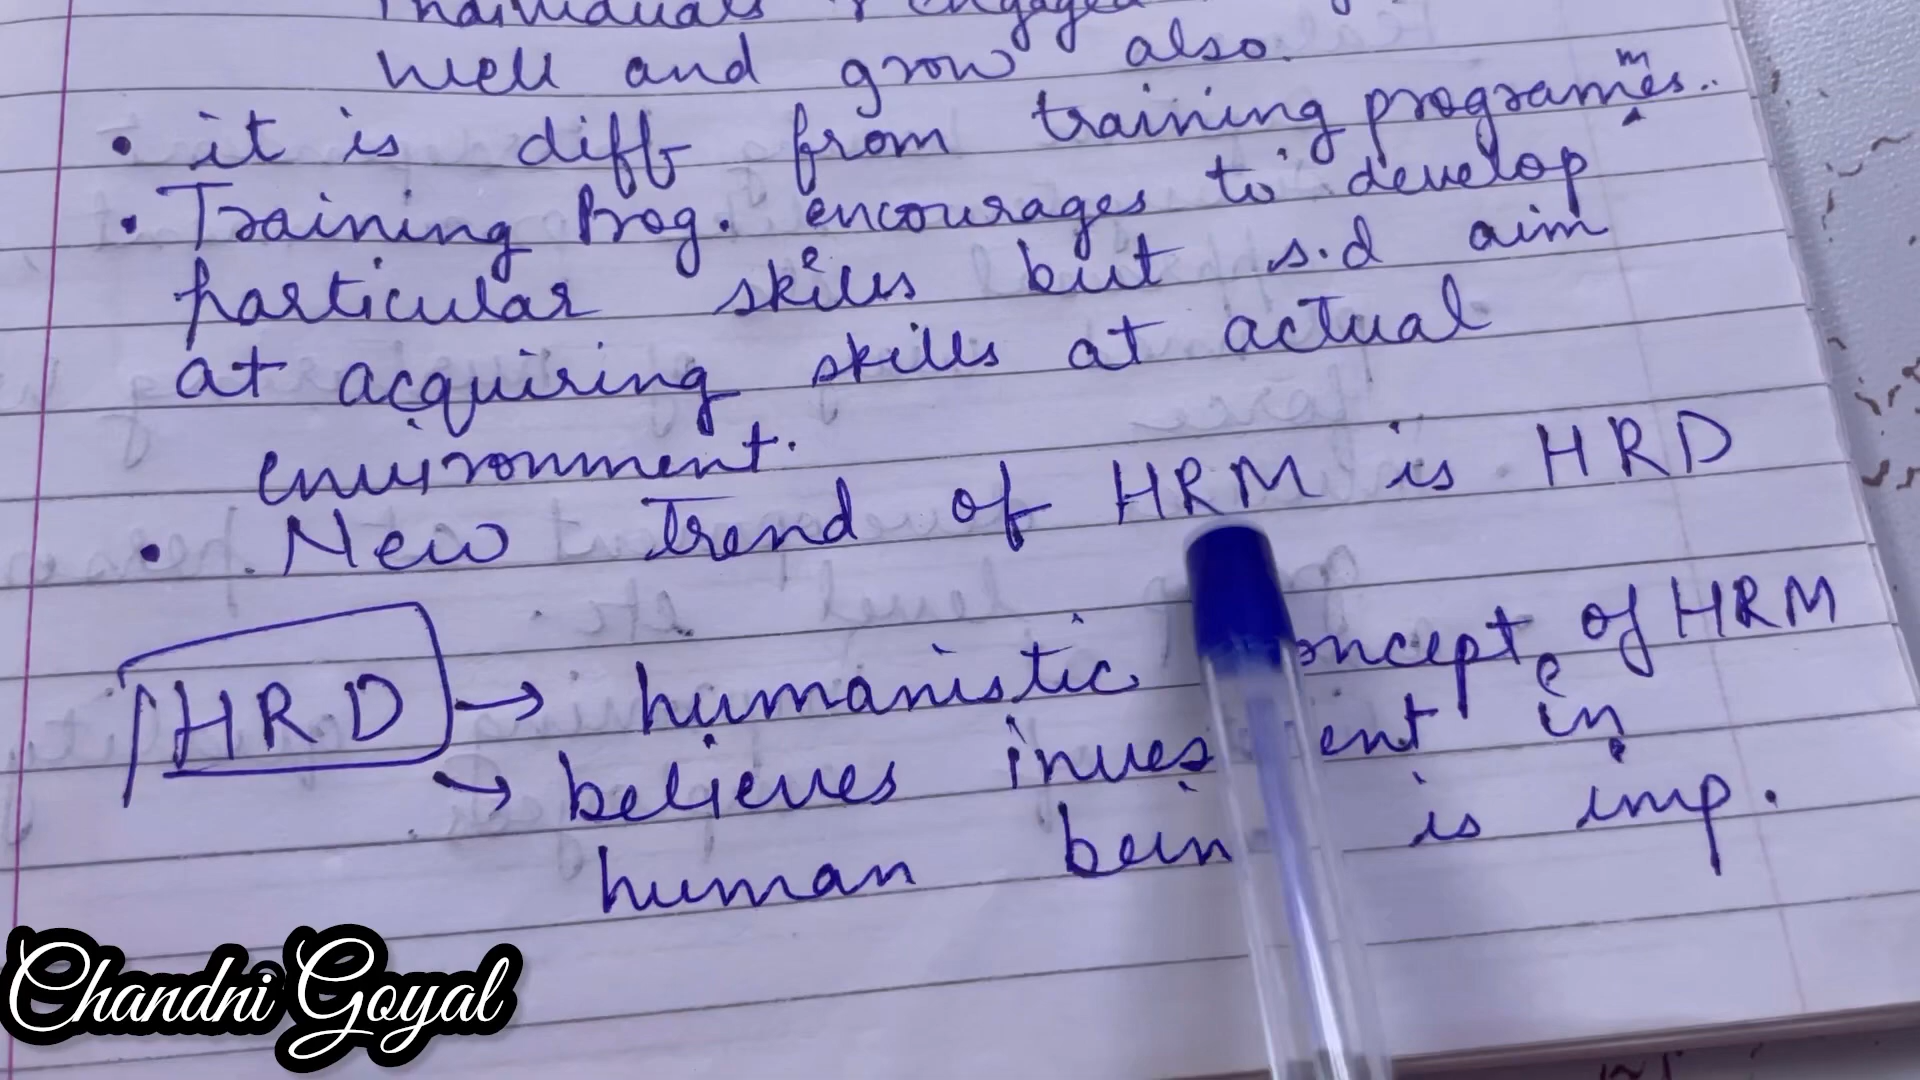 Individuals & engaged
well and grow also.
• it is diff from training programmes..
• Training Prog. encourages to develop
particular skills but s.d aim
at acquiring skills at actual
environment.
• New Trend of HRM is HRD
HRD → humanistic concept of HRM
→ believes investment in
human being is imp.
Chandni Goyal